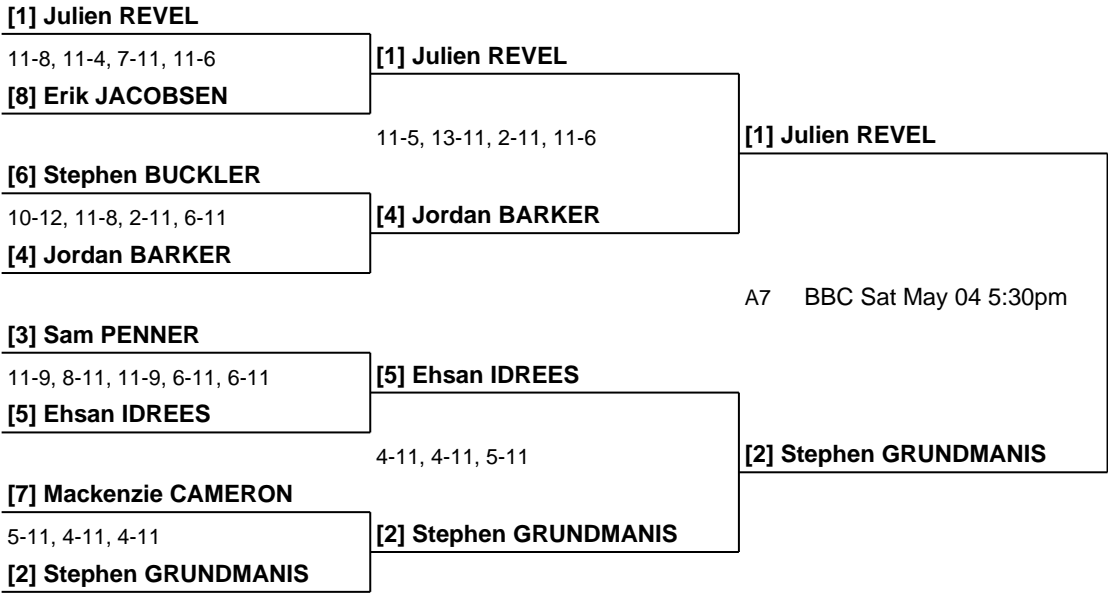 [1] Julien REVEL
11-8, 11-4, 7-11, 11-6
[8] Erik JACOBSEN
[1] Julien REVEL
11-5, 13-11, 2-11, 11-6
[1] Julien REVEL
[6] Stephen BUCKLER
10-12, 11-8, 2-11, 6-11
[4] Jordan BARKER
[4] Jordan BARKER
A7 BBC Sat May 04 5:30pm
[3] Sam PENNER
11-9, 8-11, 11-9, 6-11, 6-11
[5] Ehsan IDREES
[5] Ehsan IDREES
4-11, 4-11, 5-11
[2] Stephen GRUNDMANIS
[7] Mackenzie CAMERON
5-11, 4-11, 4-11
[2] Stephen GRUNDMANIS
[2] Stephen GRUNDMANIS